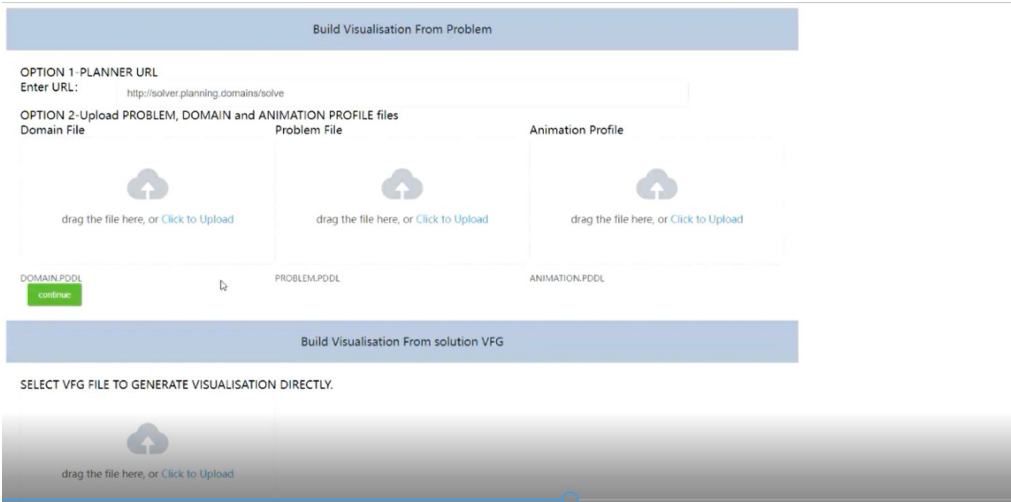 Build Visualisation From Problem
OPTION 1-PLANNER URL
Enter URL:
http://solver.planning.domains/solve
OPTION 2-Upload PROBLEM, DOMAIN and ANIMATION PROFILE files
Domain File Problem File Animation Profile
drag the file here, or Click to Upload drag the file here, or Click to Upload drag the file here, or Click to Upload
DOMAIN.PDDL PROBLEM.PDDL ANIMATION.PDDL
continue
Build Visualisation From solution VFG
SELECT VFG FILE TO GENERATE VISUALISATION DIRECTLY.
drag the file here, or Click to Upload